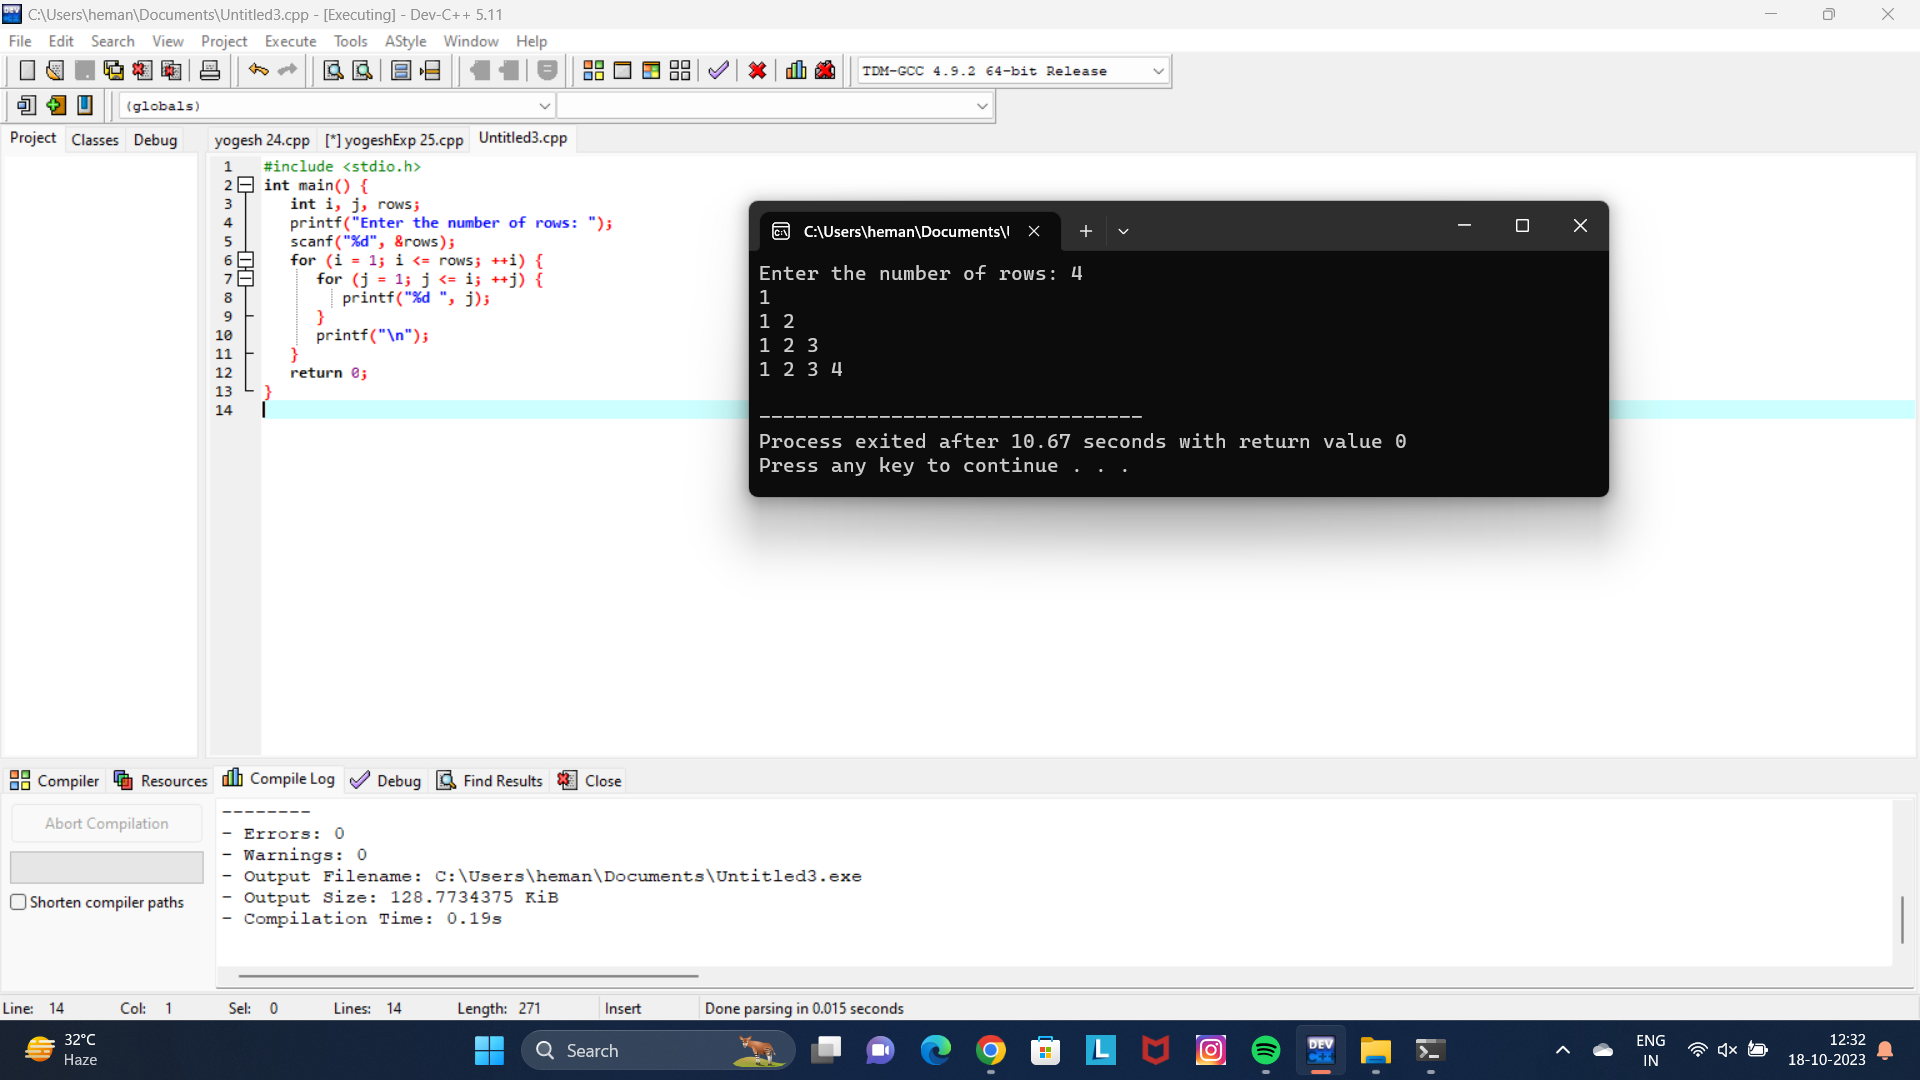 C:\Users\heman\Documents\Untitled3.cpp - [Executing] - Dev-C++ 5.11
File Edit Search View Project Execute Tools AStyle Window Help
TDM-GCC 4.9.2 64-bit Release
(globals)
Project Classes Debug yogesh 24.cpp [*] yogeshExp 25.cpp Untitled3.cpp
1 #include <stdio.h>
2 int main() {
3 int i, j, rows;
4 printf("Enter the number of rows: ");
5 scanf("%d", &rows);
6 for (i = 1; i <= rows; ++i) {
7 for (j = 1; j <= i; ++j) {
8 printf("%d ", j);
9 }
10 printf("\n");
11 }
12 return 0;
13 }
14
C:\Users\heman\Documents\
Enter the number of rows: 4
1
1 2
1 2 3
1 2 3 4
--------------------------------
Process exited after 10.67 seconds with return value 0
Press any key to continue . . .
Compiler Resources Compile Log Debug Find Results Close
Abort Compilation
Shorten compiler paths
--------
- Errors: 0
- Warnings: 0
- Output Filename: C:\Users\heman\Documents\Untitled3.exe
- Output Size: 128.7734375 KiB
- Compilation Time: 0.19s
Line: 14 Col: 1 Sel: 0 Lines: 14 Length: 271 Insert Done parsing in 0.015 seconds
32°C
Haze
Search
DEV
ENG
IN
12:32
18-10-2023